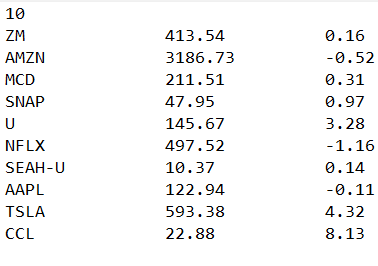 10
ZM 413.54 0.16
AMZN 3186.73 -0.52
MCD 211.51 0.31
SNAP 47.95 0.97
U 145.67 3.28
NFLX 497.52 -1.16
SEAH-U 10.37 0.14
AAPL 122.94 -0.11
TSLA 593.38 4.32
CCL 22.88 8.13